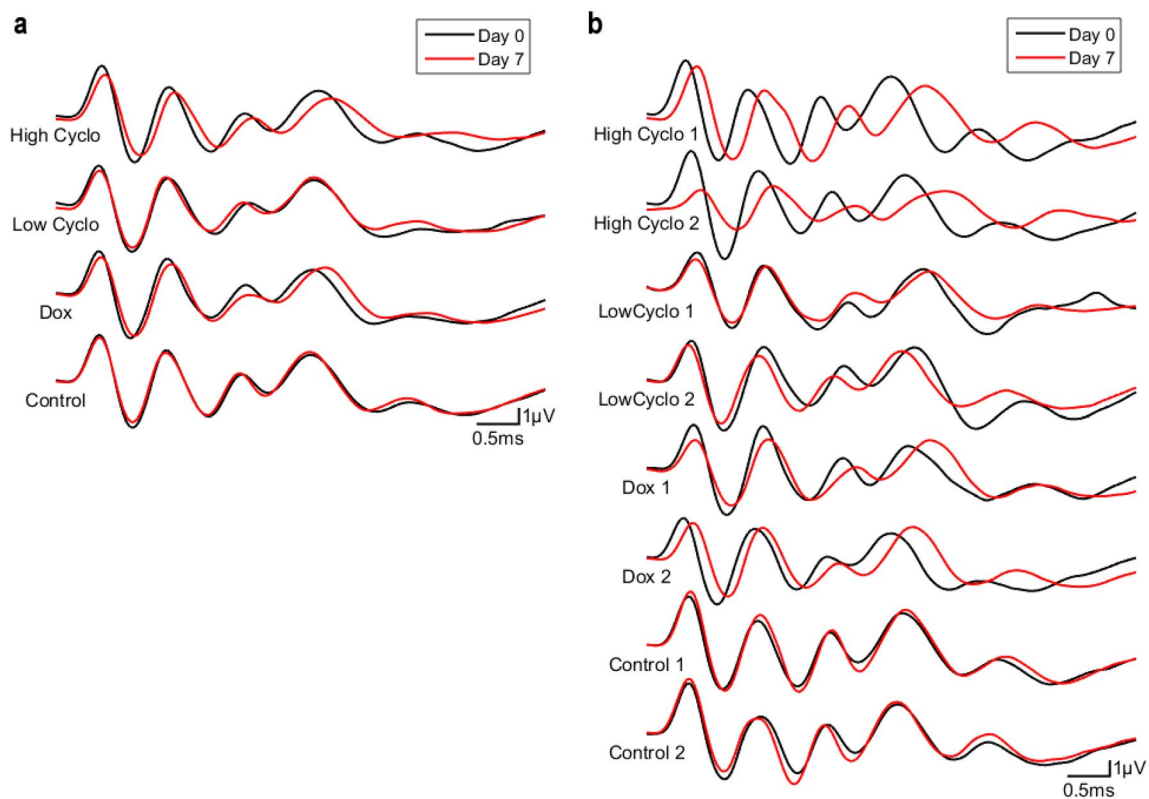 a
Day 0
Day 7
High Cyclo
Low Cyclo
Dox
Control
1µV
0.5ms
b
Day 0
Day 7
High Cyclo 1
High Cyclo 2
LowCyclo 1
LowCyclo 2
Dox 1
Dox 2
Control 1
Control 2
1µV
0.5ms